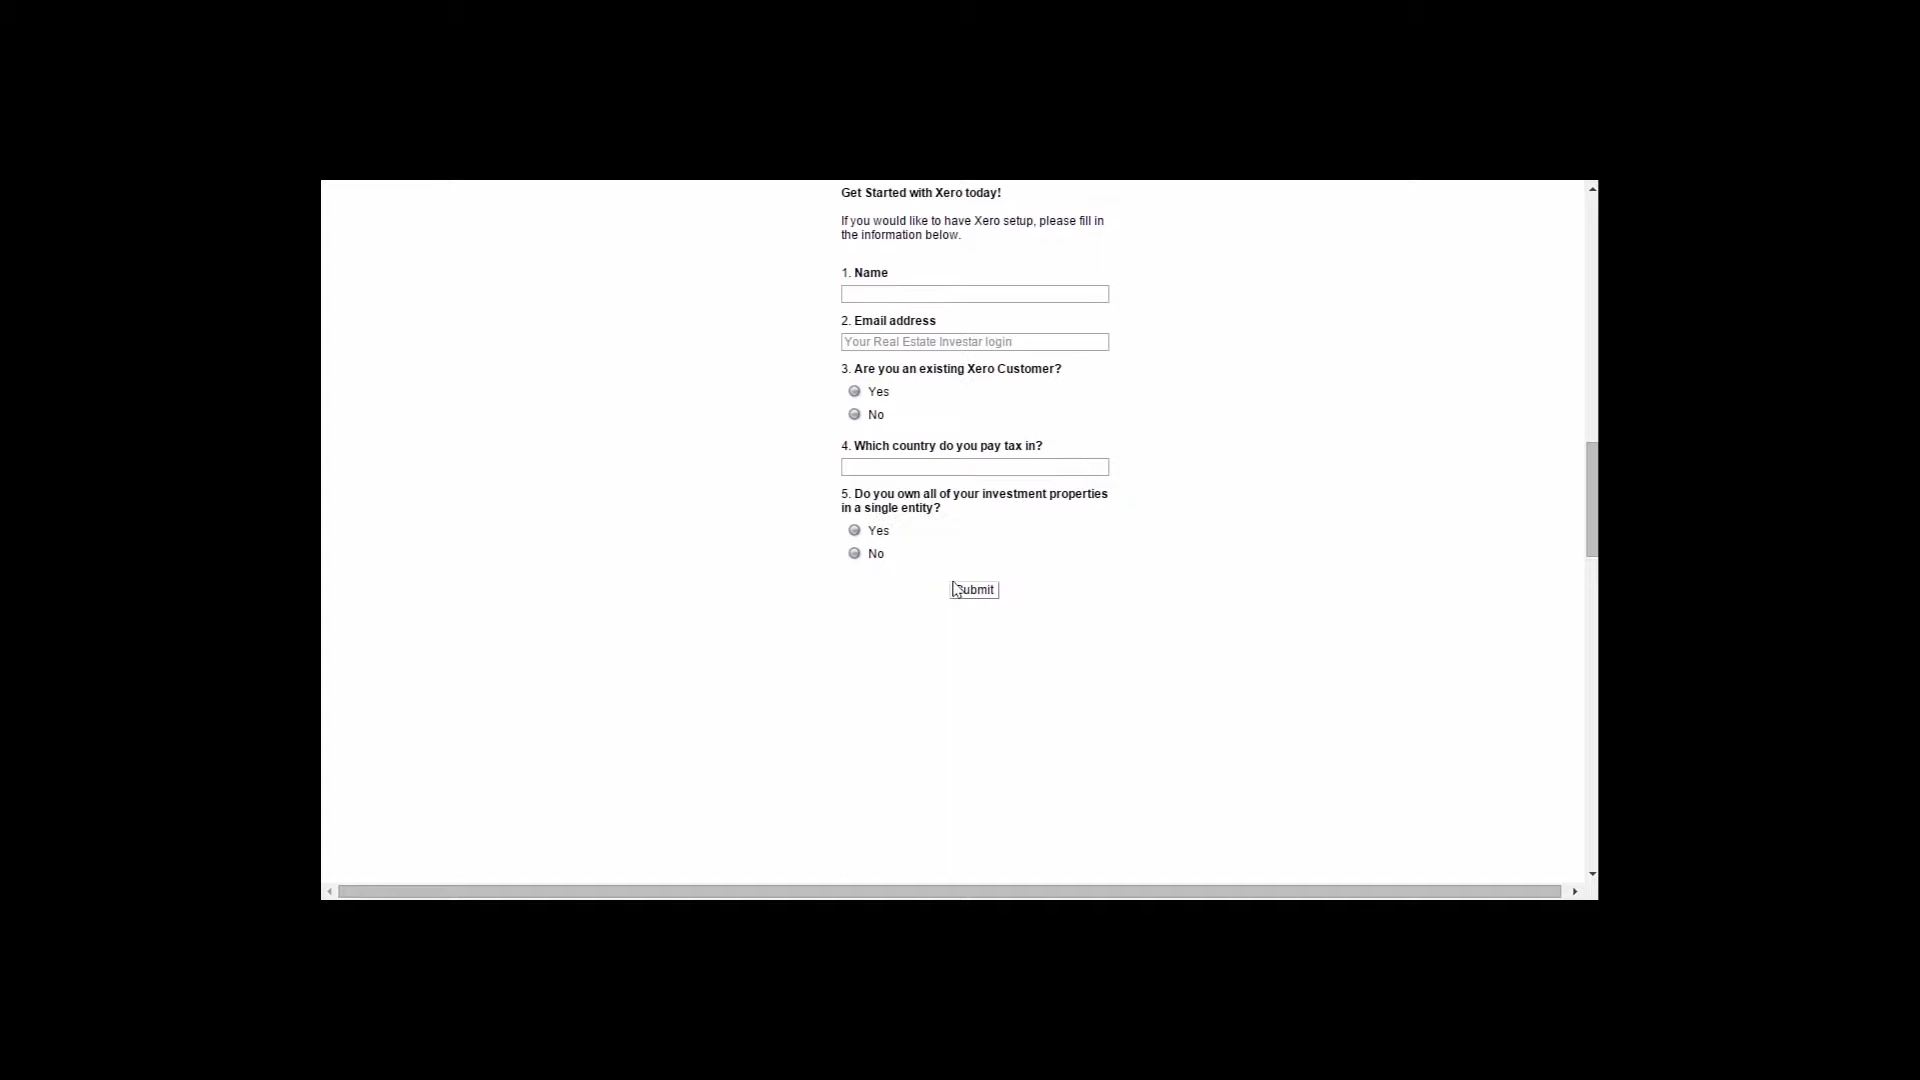 Get Started with Xero today!
If you would like to have Xero setup, please fill in
the information below.
1. Name
2. Email address
Your Real Estate Investar login
3. Are you an existing Xero Customer?
Yes
No
4. Which country do you pay tax in?
5. Do you own all of your investment properties
in a single entity?
Yes
No
Submit